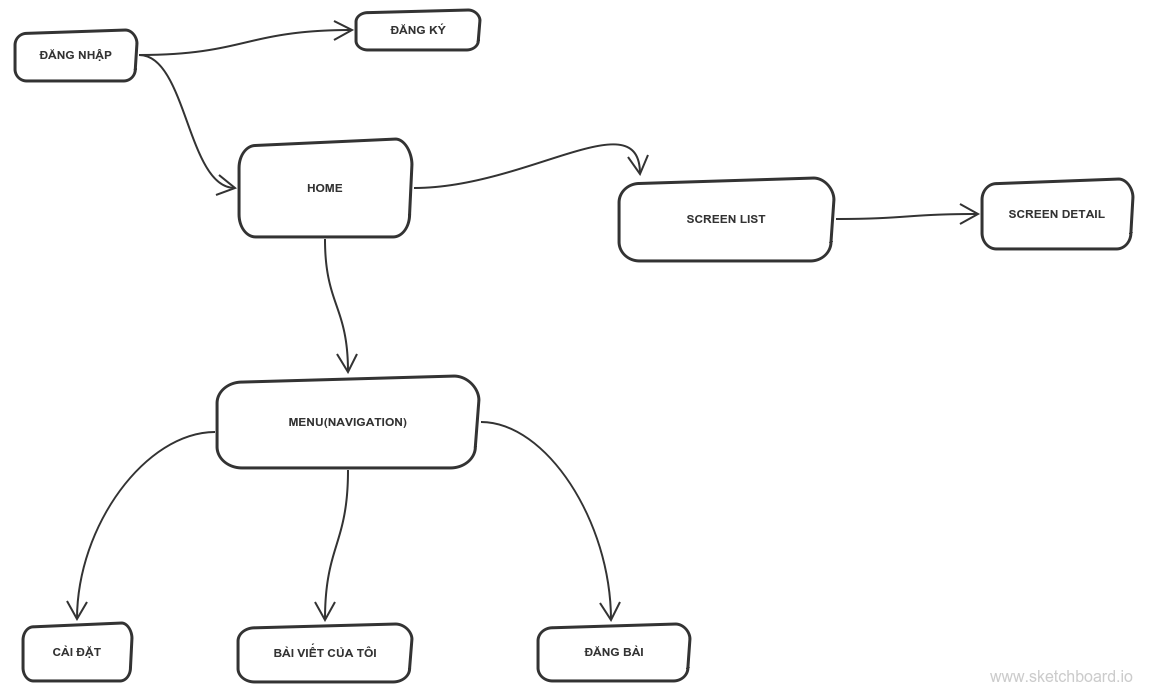 ĐĂNG KÝ
ĐĂNG NHẬP
HOME
SCREEN LIST
SCREEN DETAIL
MENU(NAVIGATION)
CÀI ĐẶT
BÀI VIẾT CỦA TÔI
ĐĂNG BÀI
www.sketchboard.io